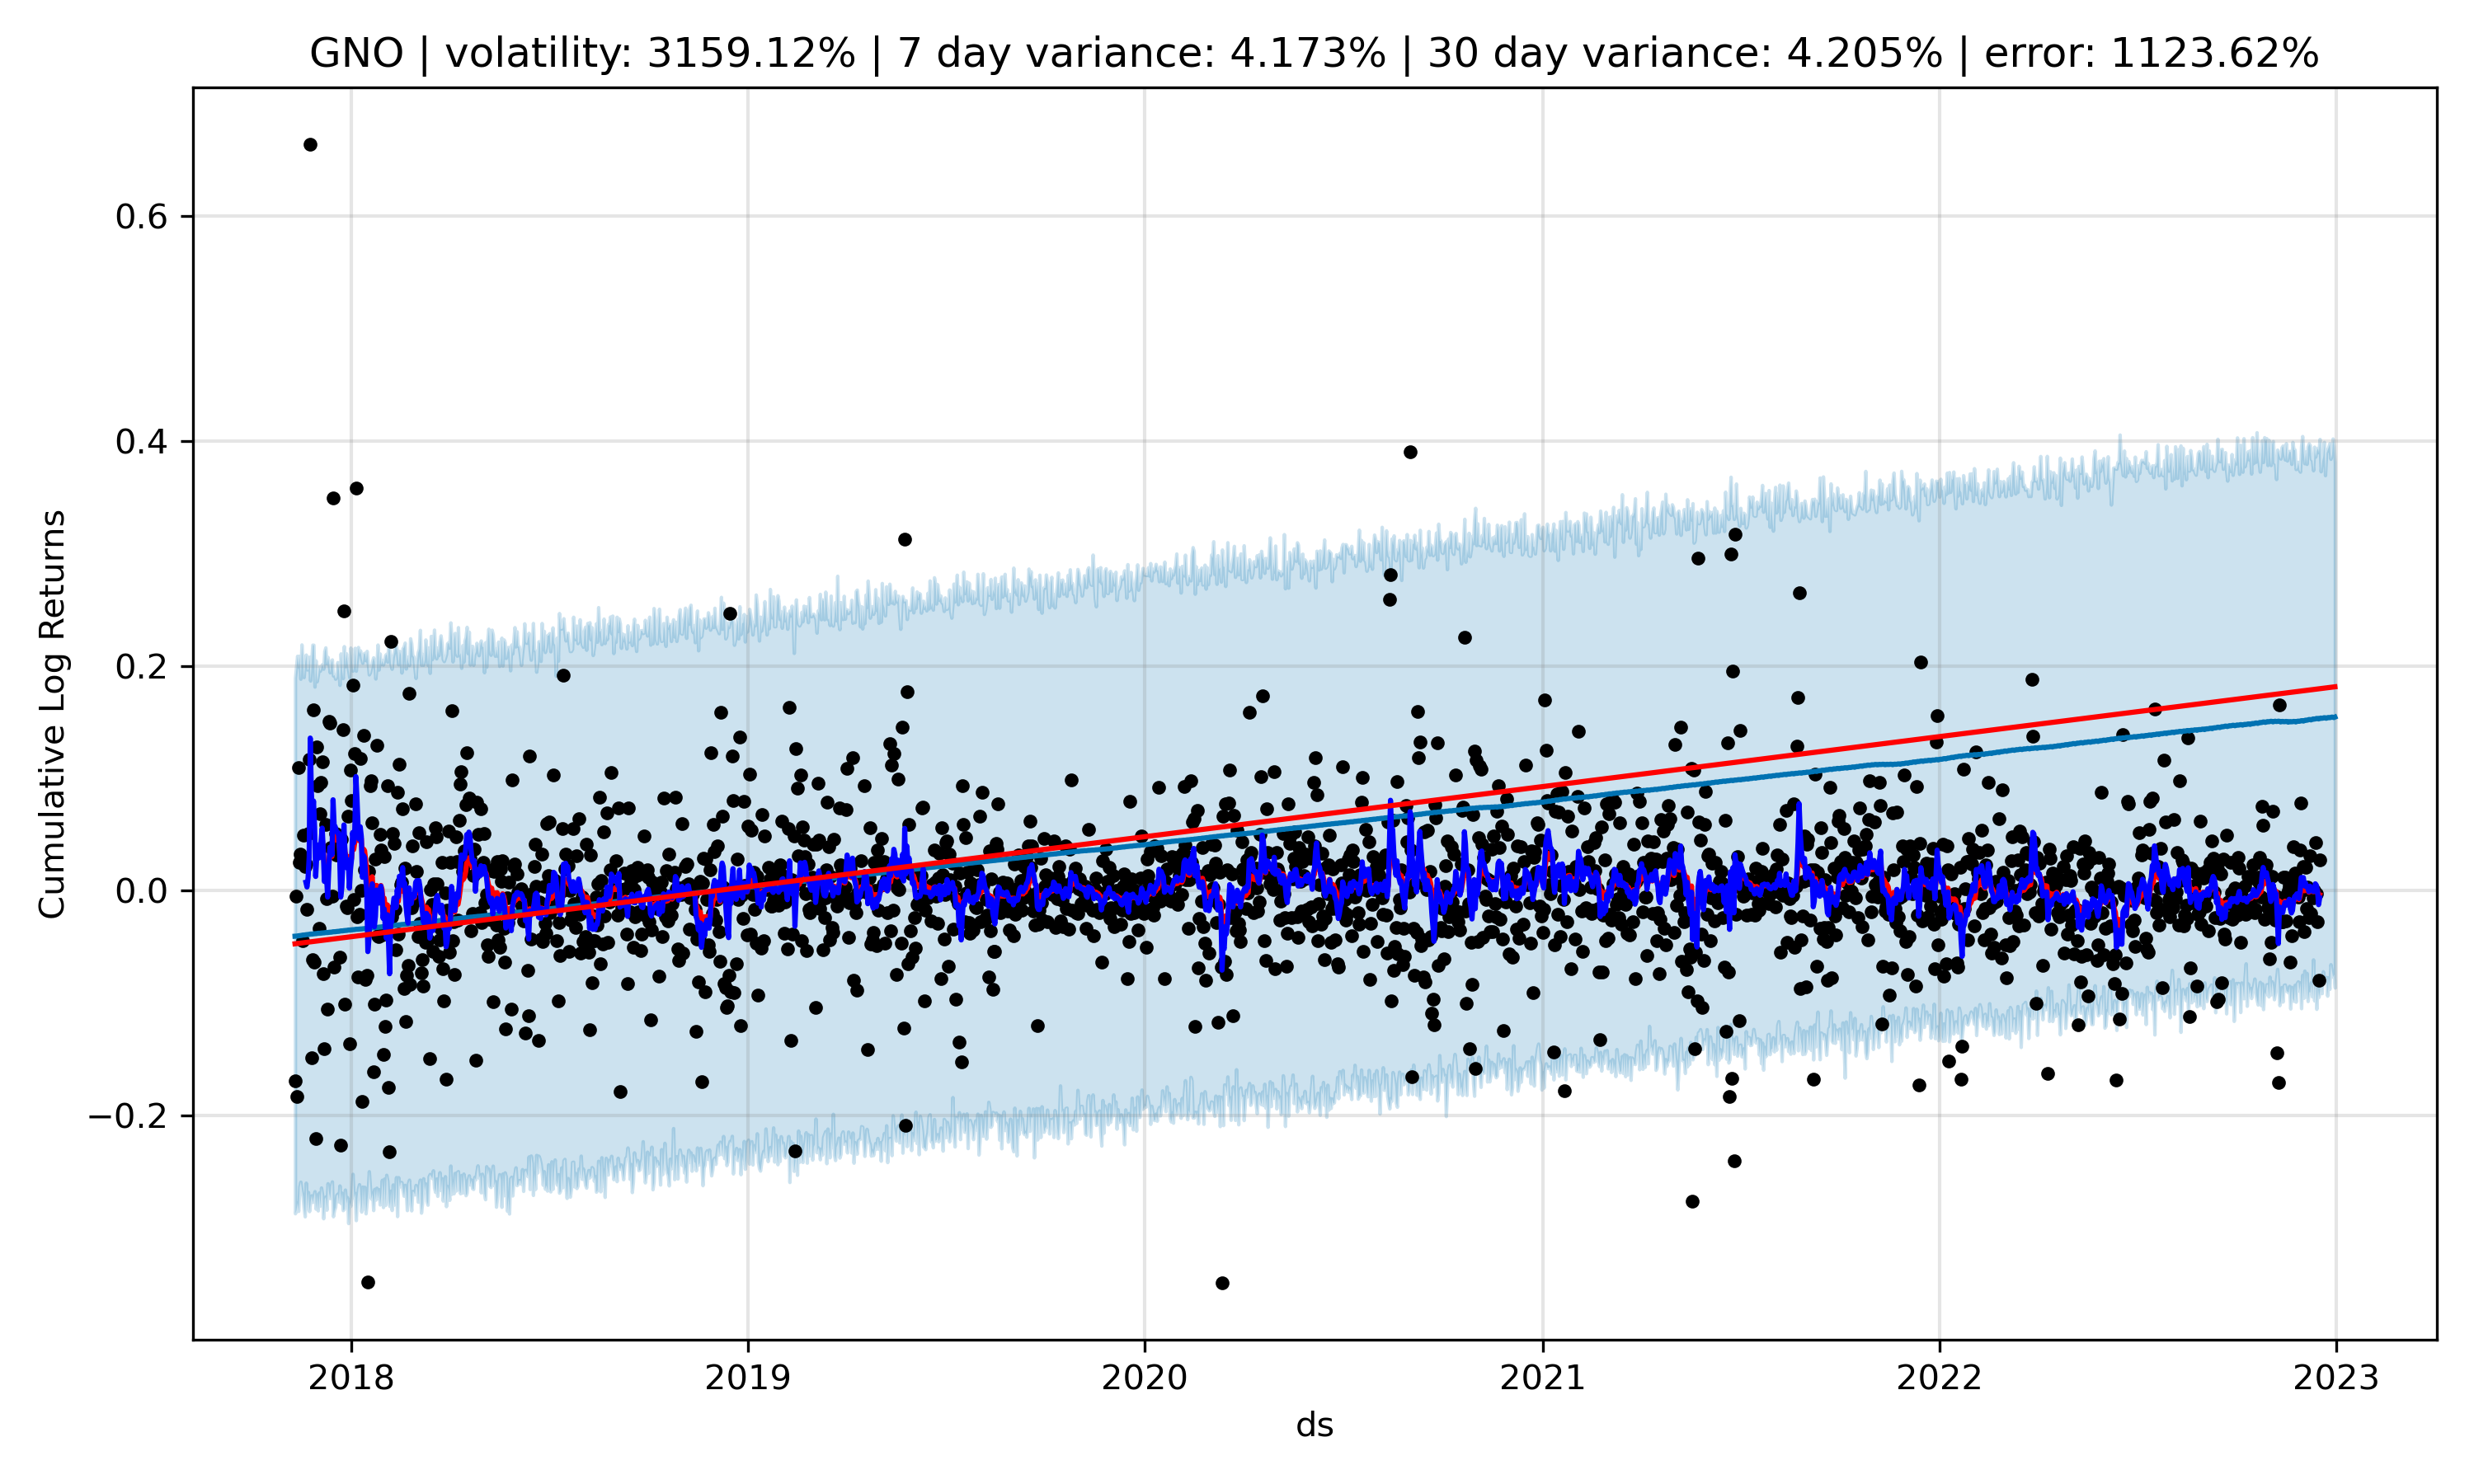 GNO | volatility: 3159.12% | 7 day variance: 4.173% | 30 day variance: 4.205% | error: 1123.62%
Cumulative Log Returns
0.6
0.4
0.2
0.0
−0.2
2018 2019 2020 2021 2022 2023
ds